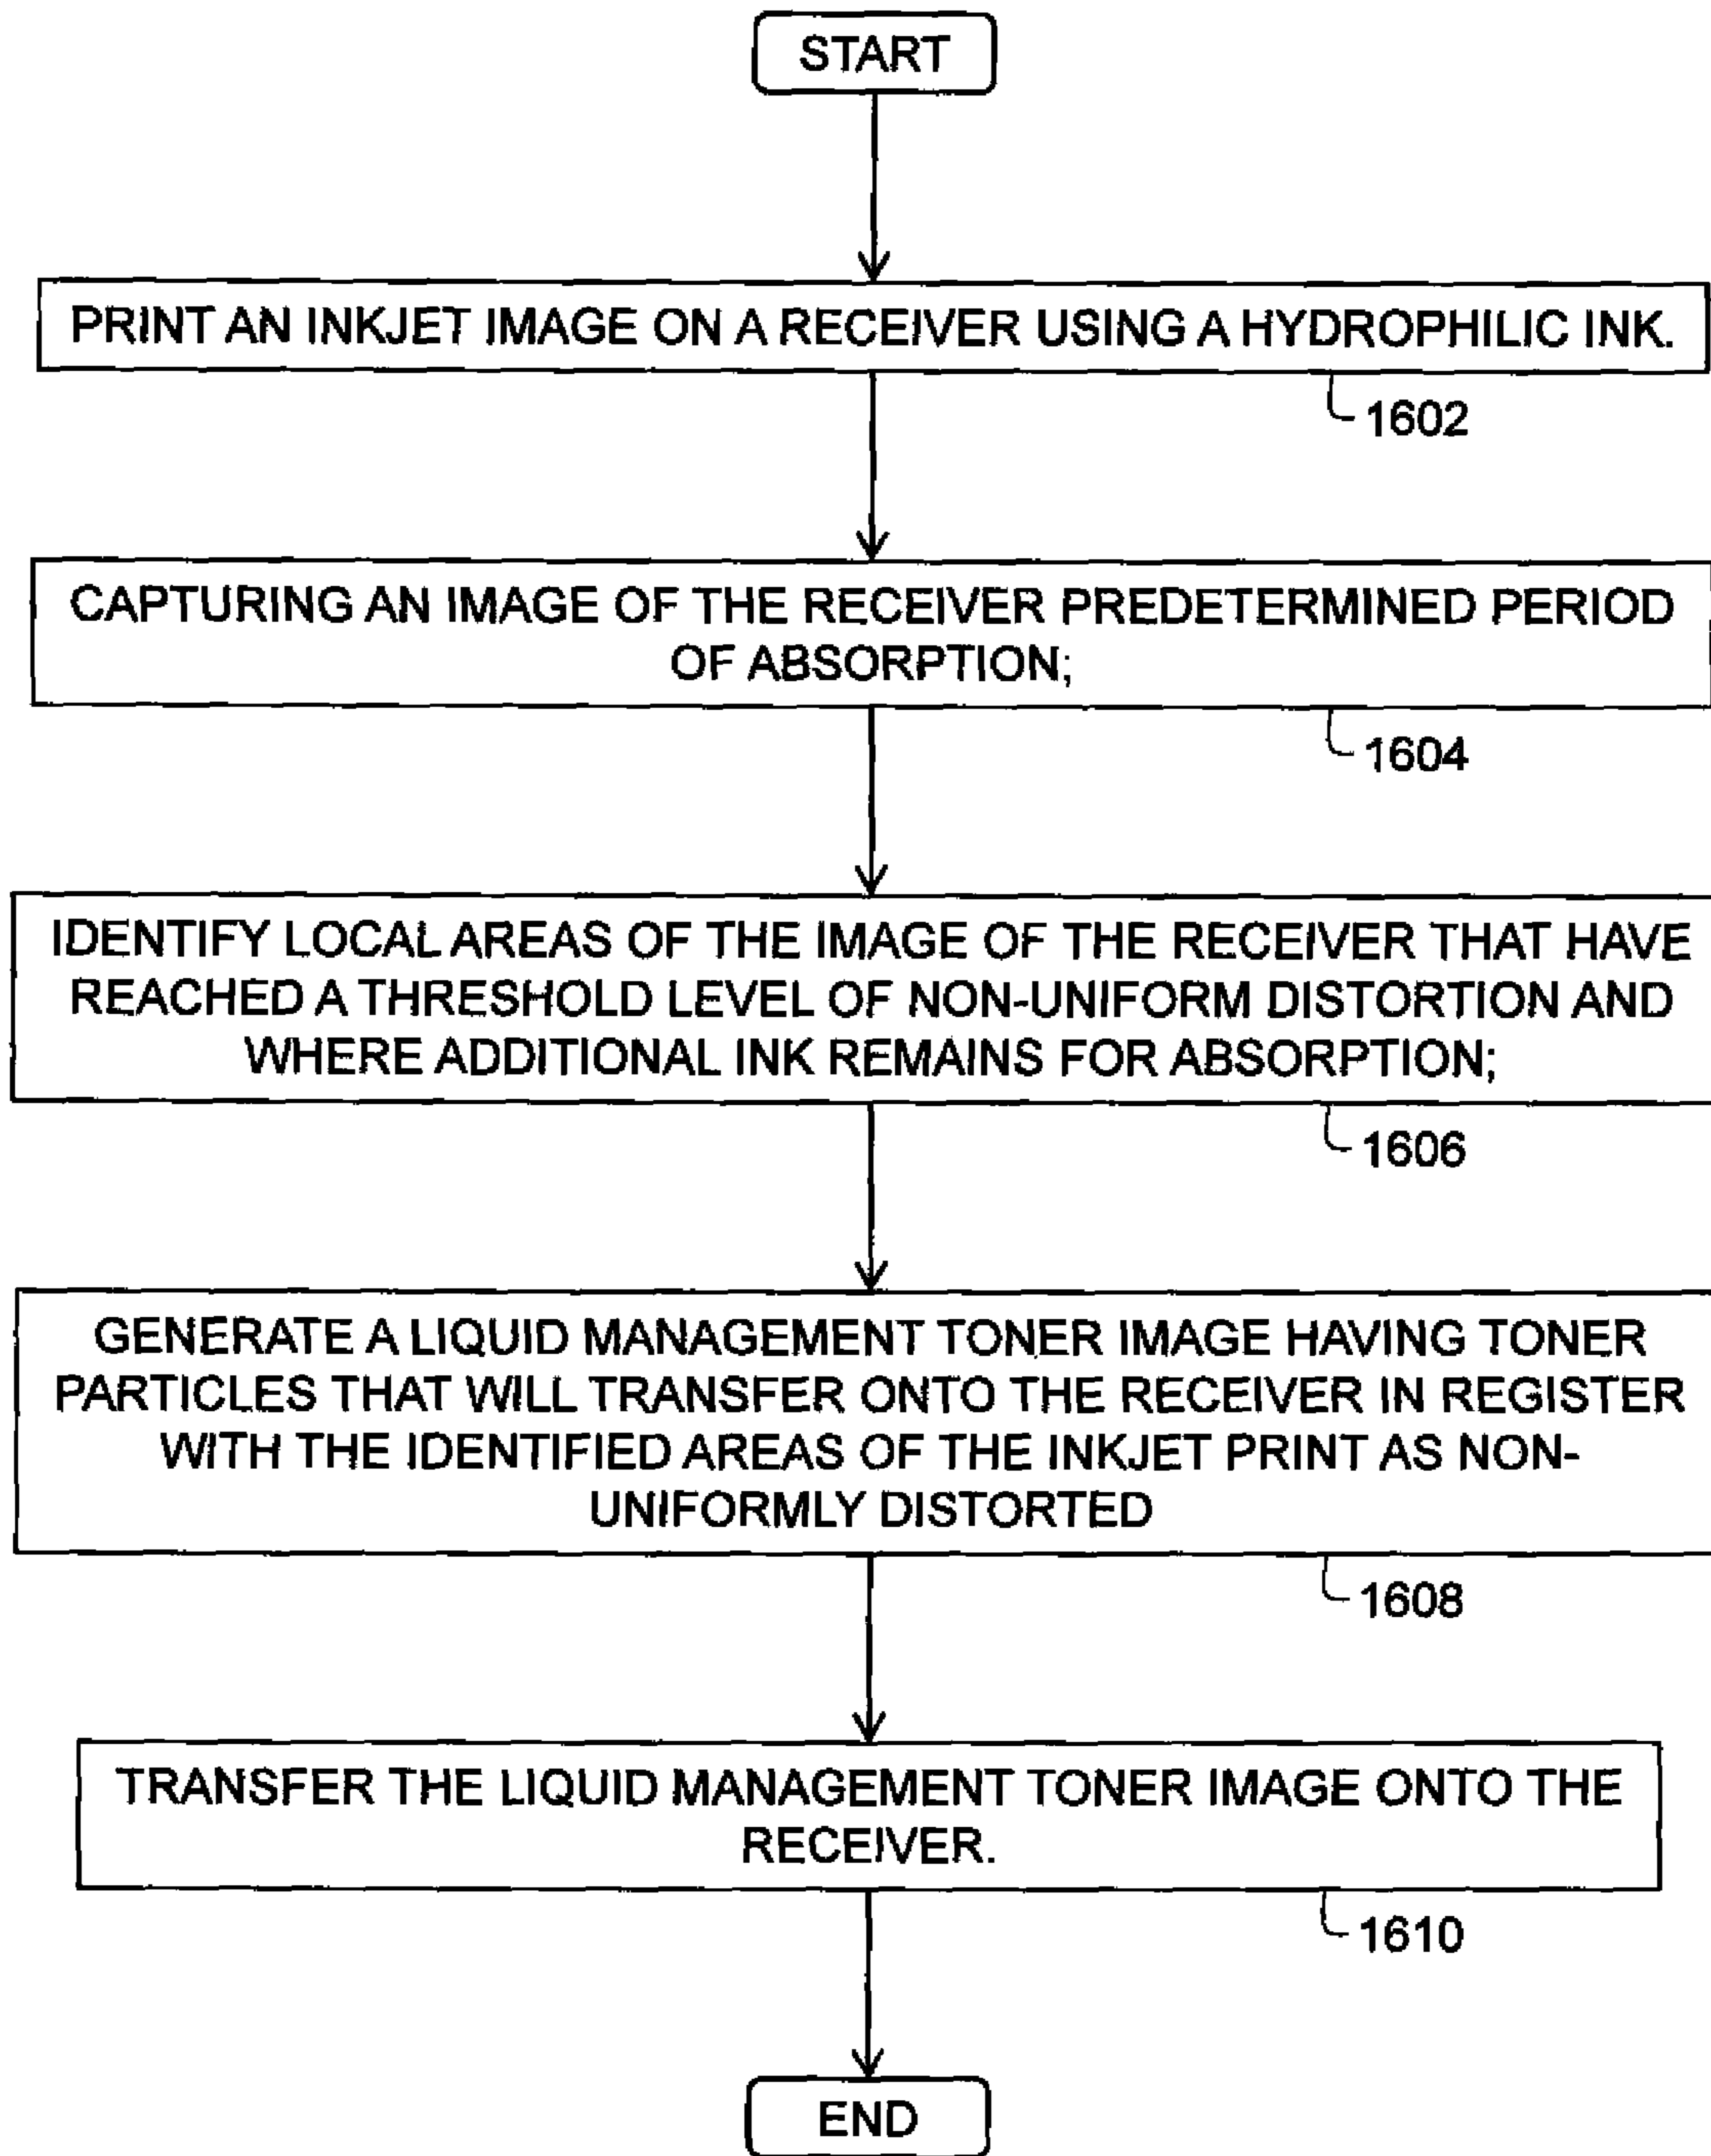 START
PRINT AN INKJET IMAGE ON A RECEIVER USING A HYDROPHILIC INK.
1602
CAPTURING AN IMAGE OF THE RECEIVER PREDETERMINED PERIOD
OF ABSORPTION;
1604
IDENTIFY LOCAL AREAS OF THE IMAGE OF THE RECEIVER THAT HAVE
REACHED A THRESHOLD LEVEL OF NON-UNIFORM DISTORTION AND
WHERE ADDITIONAL INK REMAINS FOR ABSORPTION;
1606
GENERATE A LIQUID MANAGEMENT TONER IMAGE HAVING TONER
PARTICLES THAT WILL TRANSFER ONTO THE RECEIVER IN REGISTER
WITH THE IDENTIFIED AREAS OF THE INKJET PRINT AS NON-
UNIFORMLY DISTORTED
1608
TRANSFER THE LIQUID MANAGEMENT TONER IMAGE ONTO THE
RECEIVER.
1610
END